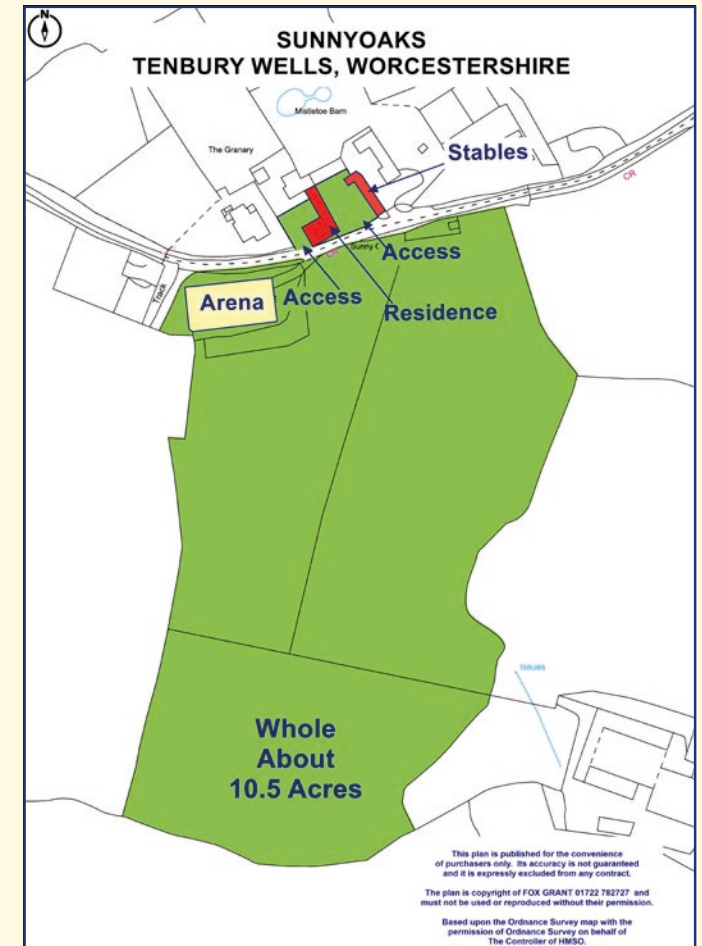 N
SUNNYOAKS
TENBURY WELLS, WORCESTERSHIRE
Mistletoe Barn
The Granary
Stables
CR
Sunny
Access
CR
Track
Arena
Access
Residence
Issues
Whole
About
10.5 Acres
This plan is published for the convenience
of purchasers only. Its accuracy is not guaranteed
and it is expressly excluded from any contract.
The plan is copyright of FOX GRANT 01722 782727 and
must not be used or reproduced without their permission.
Based upon the Ordnance Survey map with the
permission of Ordnance Survey on behalf of
The Controller of HMSO.